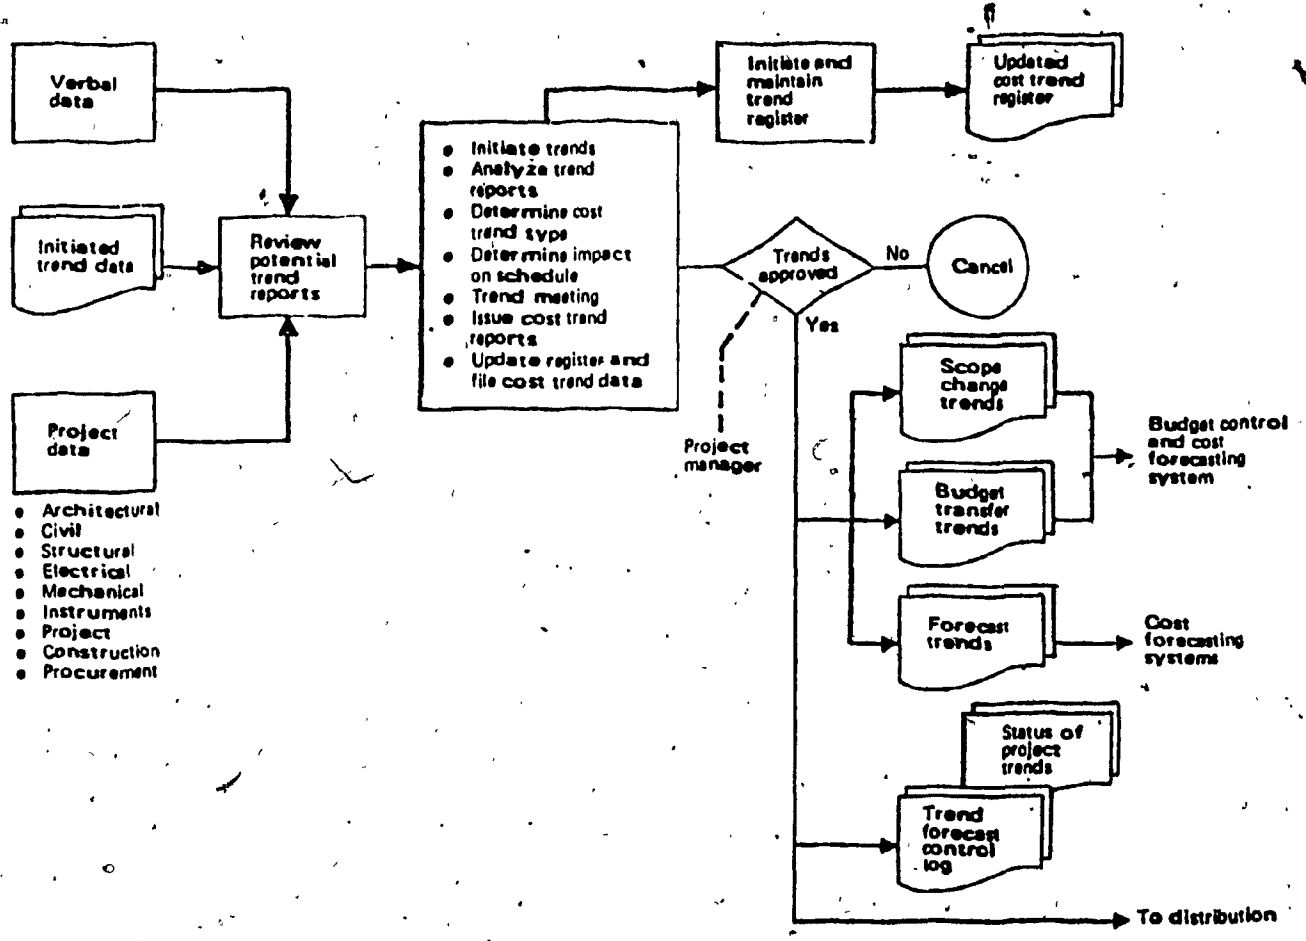 Verbal
data
Initiated
trend data
Project
data
● Architectural
● Civil
● Structural
● Electrical
● Mechanical
● Instruments
● Project
● Construction
● Procurement
Review
potential
trend
reports
● Initiate trends
● Analyze trend
reports
● Determine cost
trend type
● Determine impact
on schedule
● Trend meeting
● Issue cost trend
reports
● Update register and
file cost trend data
Initiate and
maintain
trend
register
Updated
cost trend
register
Trends
approved
No
Cancel
Yes
Project
manager
Scope
change
trends
Budget
transfer
trends
Budget control
and cost
forecasting
system
Forecast
trends
Cost
forecasting
systems
Status of
project
trends
Trend
forecast
control
log
To distribution